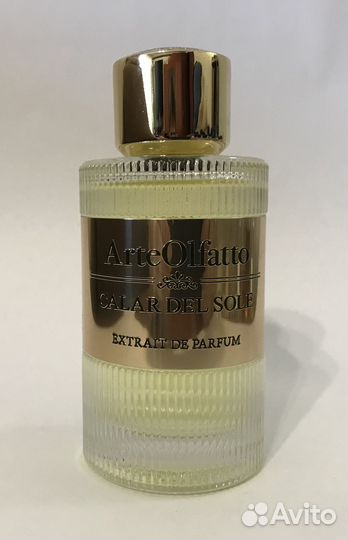 ArteOlfatto
CALAR DEL SOLE
EXTRAIT DE PARFUM
Avito